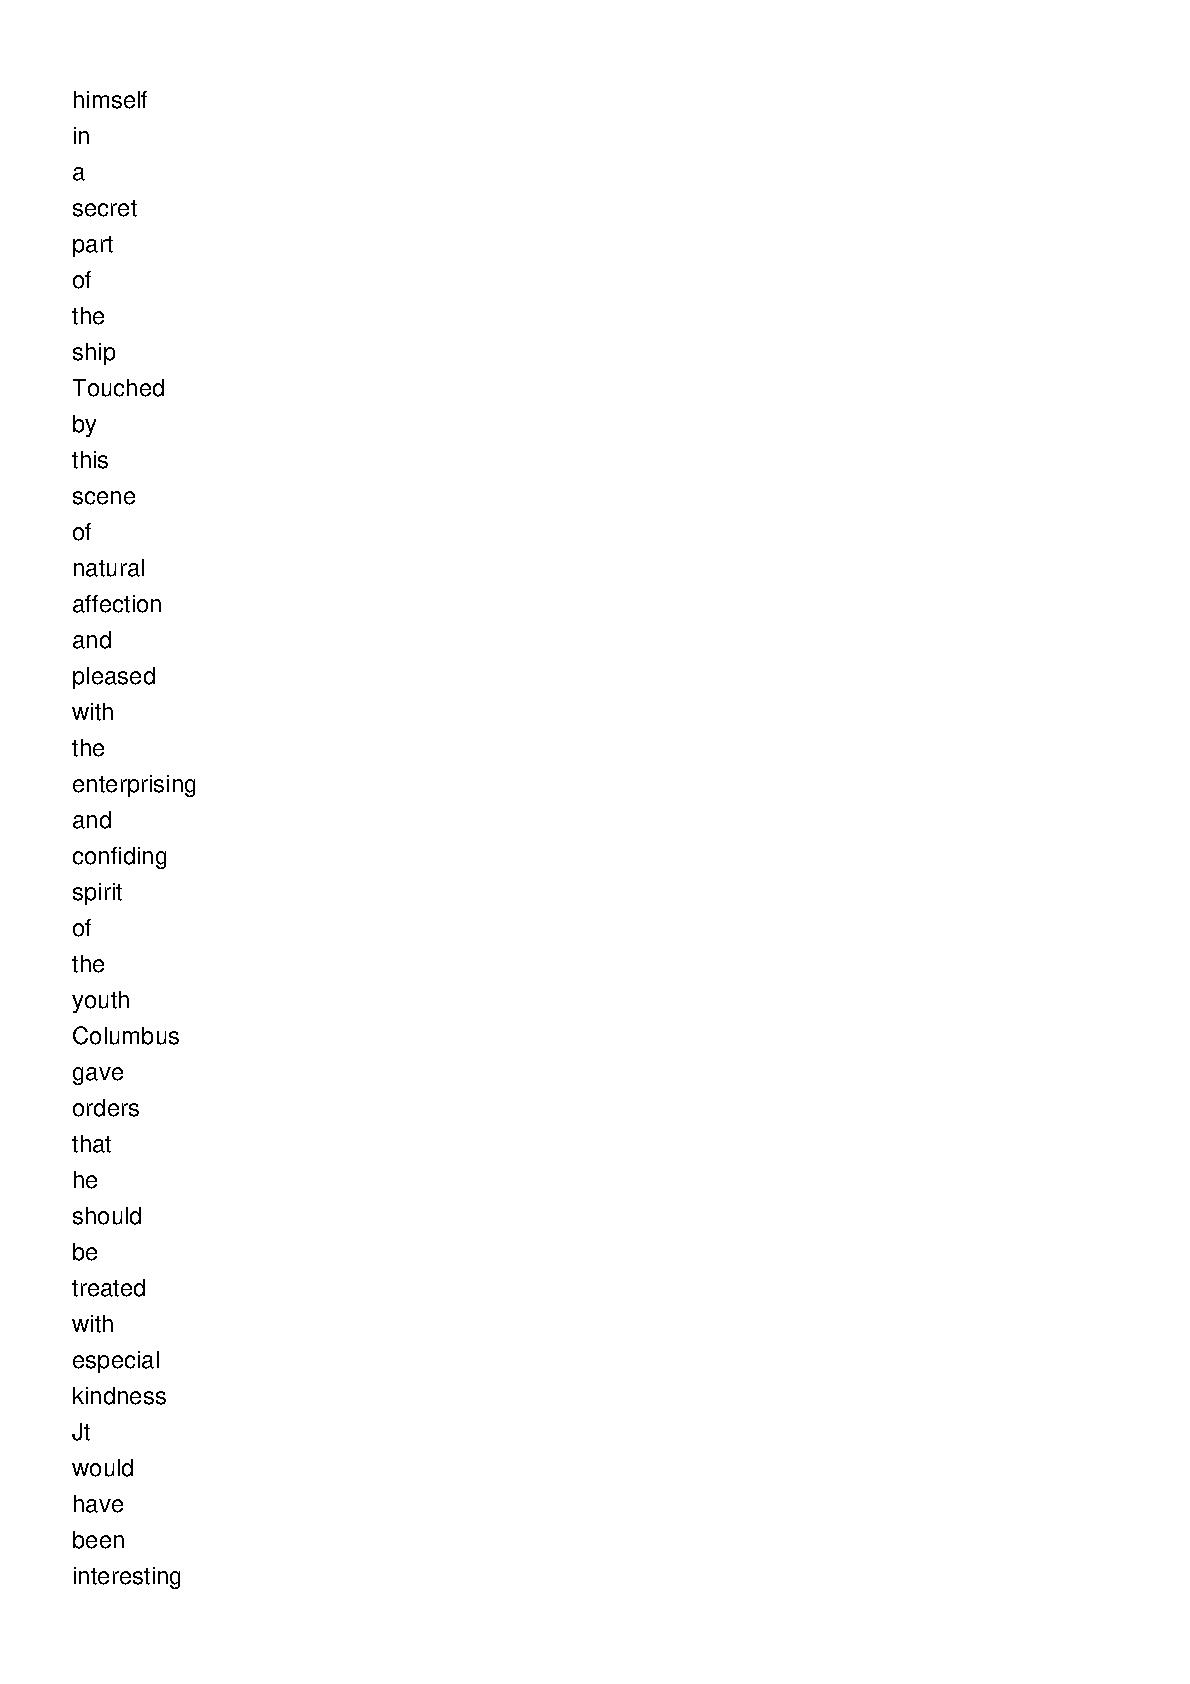 himself
in
a
secret
part
of
the
ship
Touched
by
this
scene
of
natural
affection
and
pleased
with
the
enterprising
and
confiding
spirit
of
the
youth
Columbus
gave
orders
that
he
should
be
treated
with
especial
kindness
Jt
would
have
been
interesting